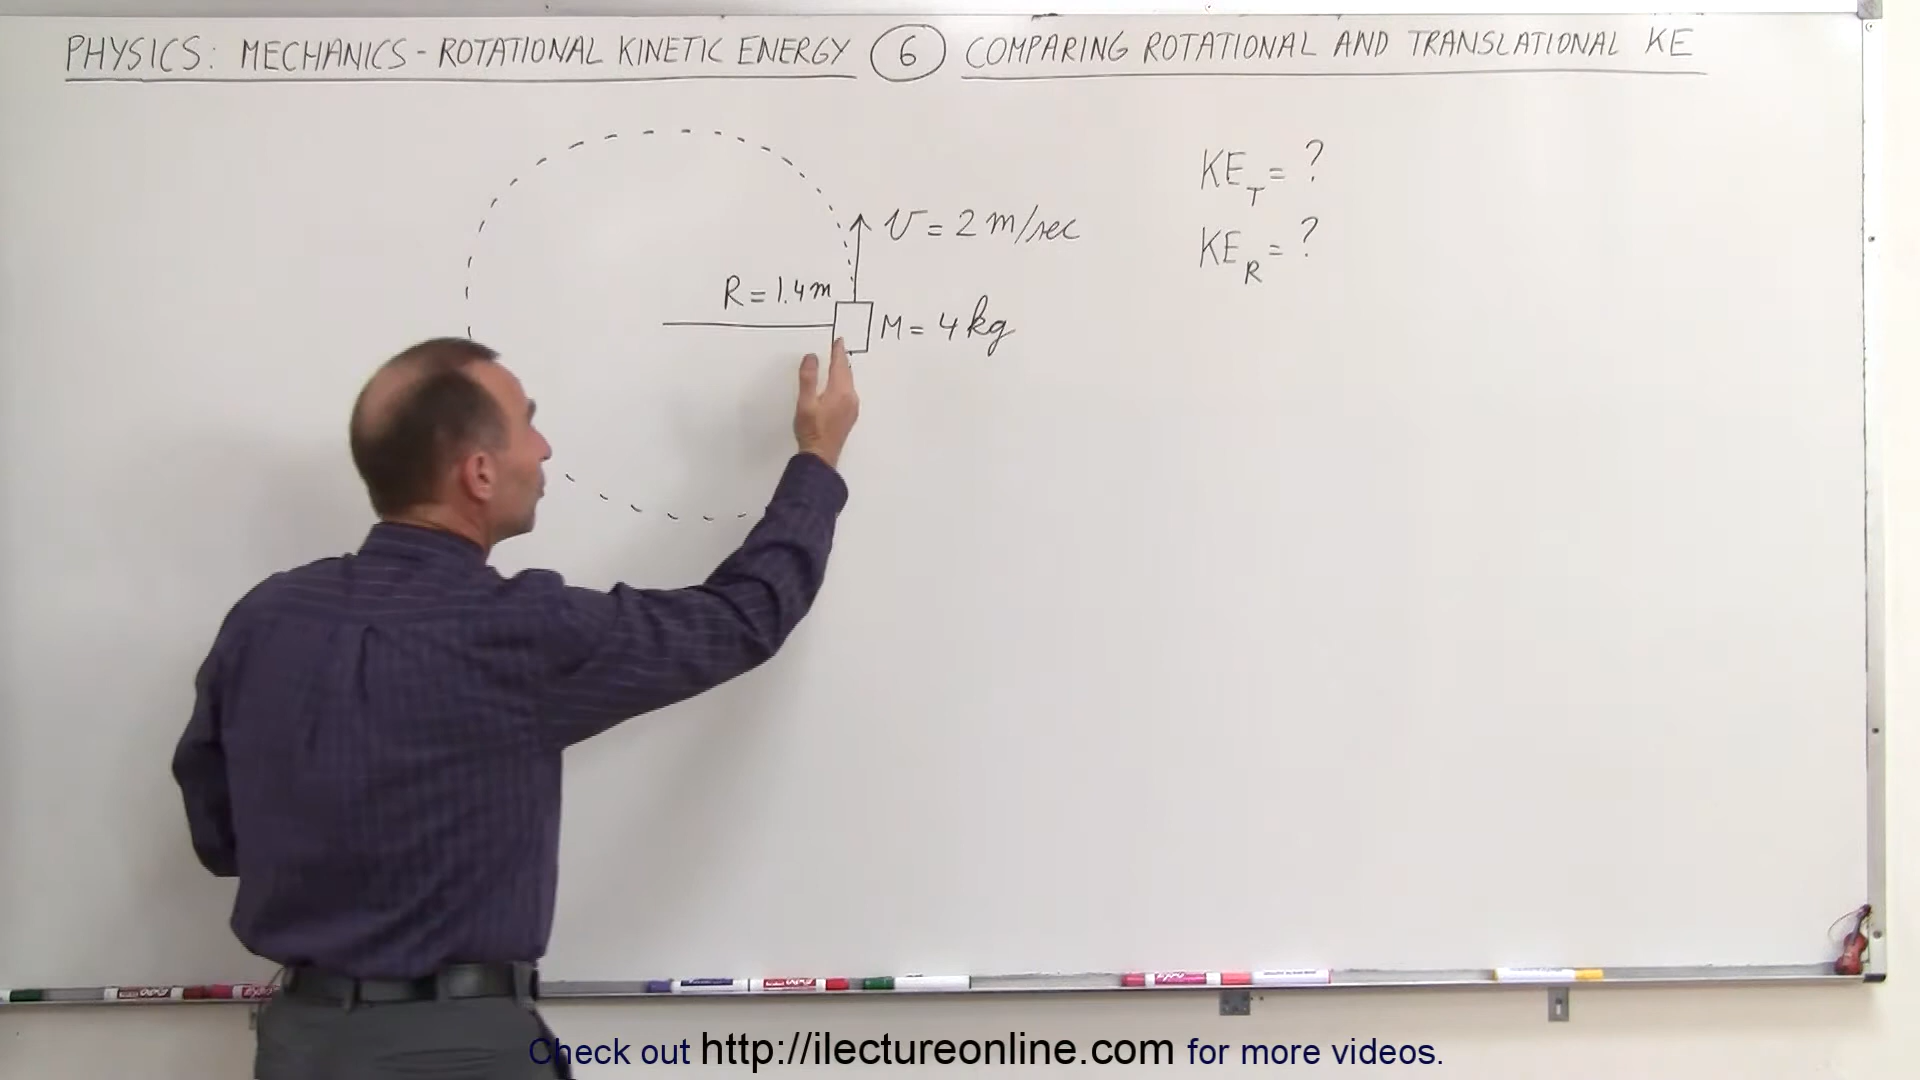 PHYSICS: MECHANICS - ROTATIONAL KINETIC ENERGY 6 COMPARING ROTATIONAL AND TRANSLATIONAL KE
KE_T = ?
v = 2 m/sec
KE_R = ?
R = 1.4 m
M = 4 kg
Check out http://ilectureonline.com for more videos.